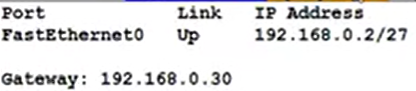 Port Link IP Address
FastEthernet0 Up 192.168.0.2/27
Gateway: 192.168.0.30